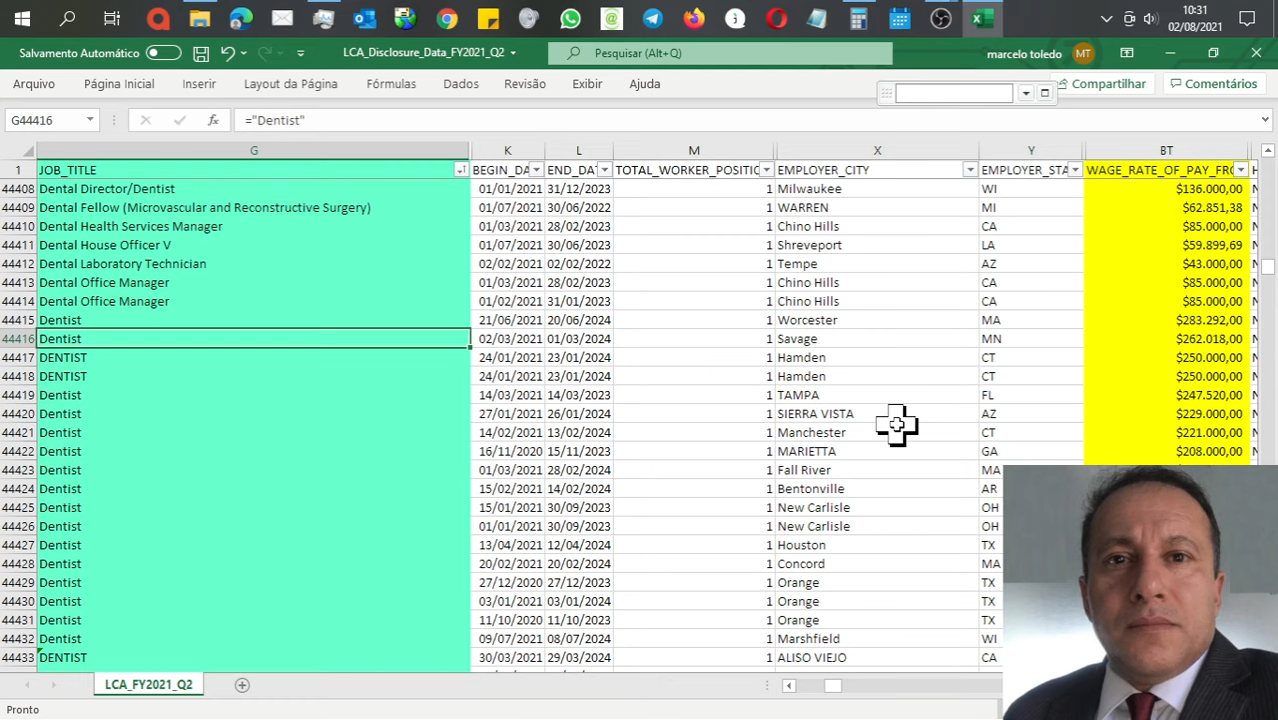 10:31
02/08/2021
Salvamento Automático
LCA_Disclosure_Data_FY2021_Q2
Pesquisar (Alt+Q)
marcelo toledo
MT
Arquivo Página Inicial Inserir Layout da Página Fórmulas Dados Revisão Exibir Ajuda Compartilhar Comentários
G44416 fx ="Dentist"
G K L M X Y BT
1 JOB_TITLE BEGIN_DA END_DAT TOTAL_WORKER_POSITIO EMPLOYER_CITY EMPLOYER_STA WAGE_RATE_OF_PAY_FRO
44408 Dental Director/Dentist 01/01/2021 31/12/2023 1 Milwaukee WI $136.000,00
44409 Dental Fellow (Microvascular and Reconstructive Surgery) 01/07/2021 30/06/2022 1 WARREN MI $62.851,38
44410 Dental Health Services Manager 01/03/2021 28/02/2023 1 Chino Hills CA $85.000,00
44411 Dental House Officer V 01/07/2021 30/06/2023 1 Shreveport LA $59.899,69
44412 Dental Laboratory Technician 02/02/2021 02/02/2022 1 Tempe AZ $43.000,00
44413 Dental Office Manager 01/03/2021 28/02/2023 1 Chino Hills CA $85.000,00
44414 Dental Office Manager 01/02/2021 31/01/2023 1 Chino Hills CA $85.000,00
44415 Dentist 21/06/2021 20/06/2024 1 Worcester MA $283.292,00
44416 Dentist 02/03/2021 01/03/2024 1 Savage MN $262.018,00
44417 DENTIST 24/01/2021 23/01/2024 1 Hamden CT $250.000,00
44418 DENTIST 24/01/2021 23/01/2024 1 Hamden CT $250.000,00
44419 Dentist 14/03/2021 14/03/2023 1 TAMPA FL $247.520,00
44420 Dentist 27/01/2021 26/01/2024 1 SIERRA VISTA AZ $229.000,00
44421 Dentist 14/02/2021 13/02/2024 1 Manchester CT $221.000,00
44422 Dentist 16/11/2020 15/11/2023 1 MARIETTA GA $208.000,00
44423 Dentist 01/03/2021 28/02/2024 1 Fall River MA
44424 Dentist 15/02/2021 14/02/2024 1 Bentonville AR
44425 Dentist 15/01/2021 30/09/2023 1 New Carlisle OH
44426 Dentist 01/01/2021 30/09/2023 1 New Carlisle OH
44427 Dentist 13/04/2021 12/04/2024 1 Houston TX
44428 Dentist 20/02/2021 20/02/2024 1 Concord MA
44429 Dentist 27/12/2020 27/12/2023 1 Orange TX
44430 Dentist 03/01/2021 03/01/2024 1 Orange TX
44431 Dentist 11/10/2020 11/10/2023 1 Orange TX
44432 Dentist 09/07/2021 08/07/2024 1 Marshfield WI
44433 DENTIST 30/03/2021 29/03/2024 1 ALISO VIEJO CA
LCA_FY2021_Q2
Pronto